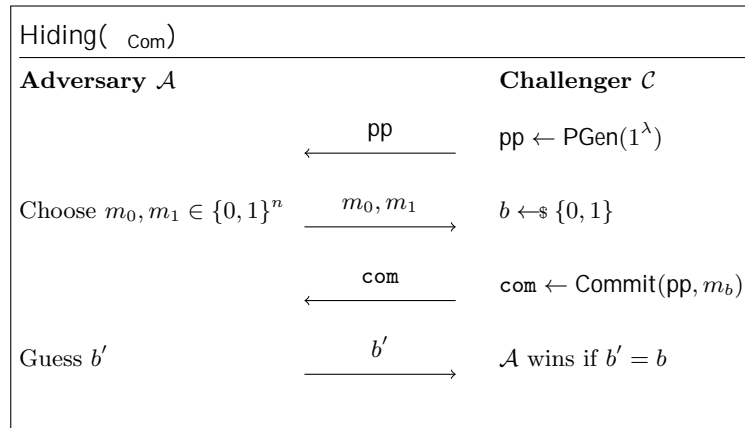 Hiding( Com)
Adversary 𝒜 Challenger 𝒞
pp pp ← PGen(1^λ)
Choose m₀, m₁ ∈ {0, 1}ⁿ m₀, m₁ b ←$ {0, 1}
com com ← Commit(pp, m_b)
Guess b′ b′ 𝒜 wins if b′ = b